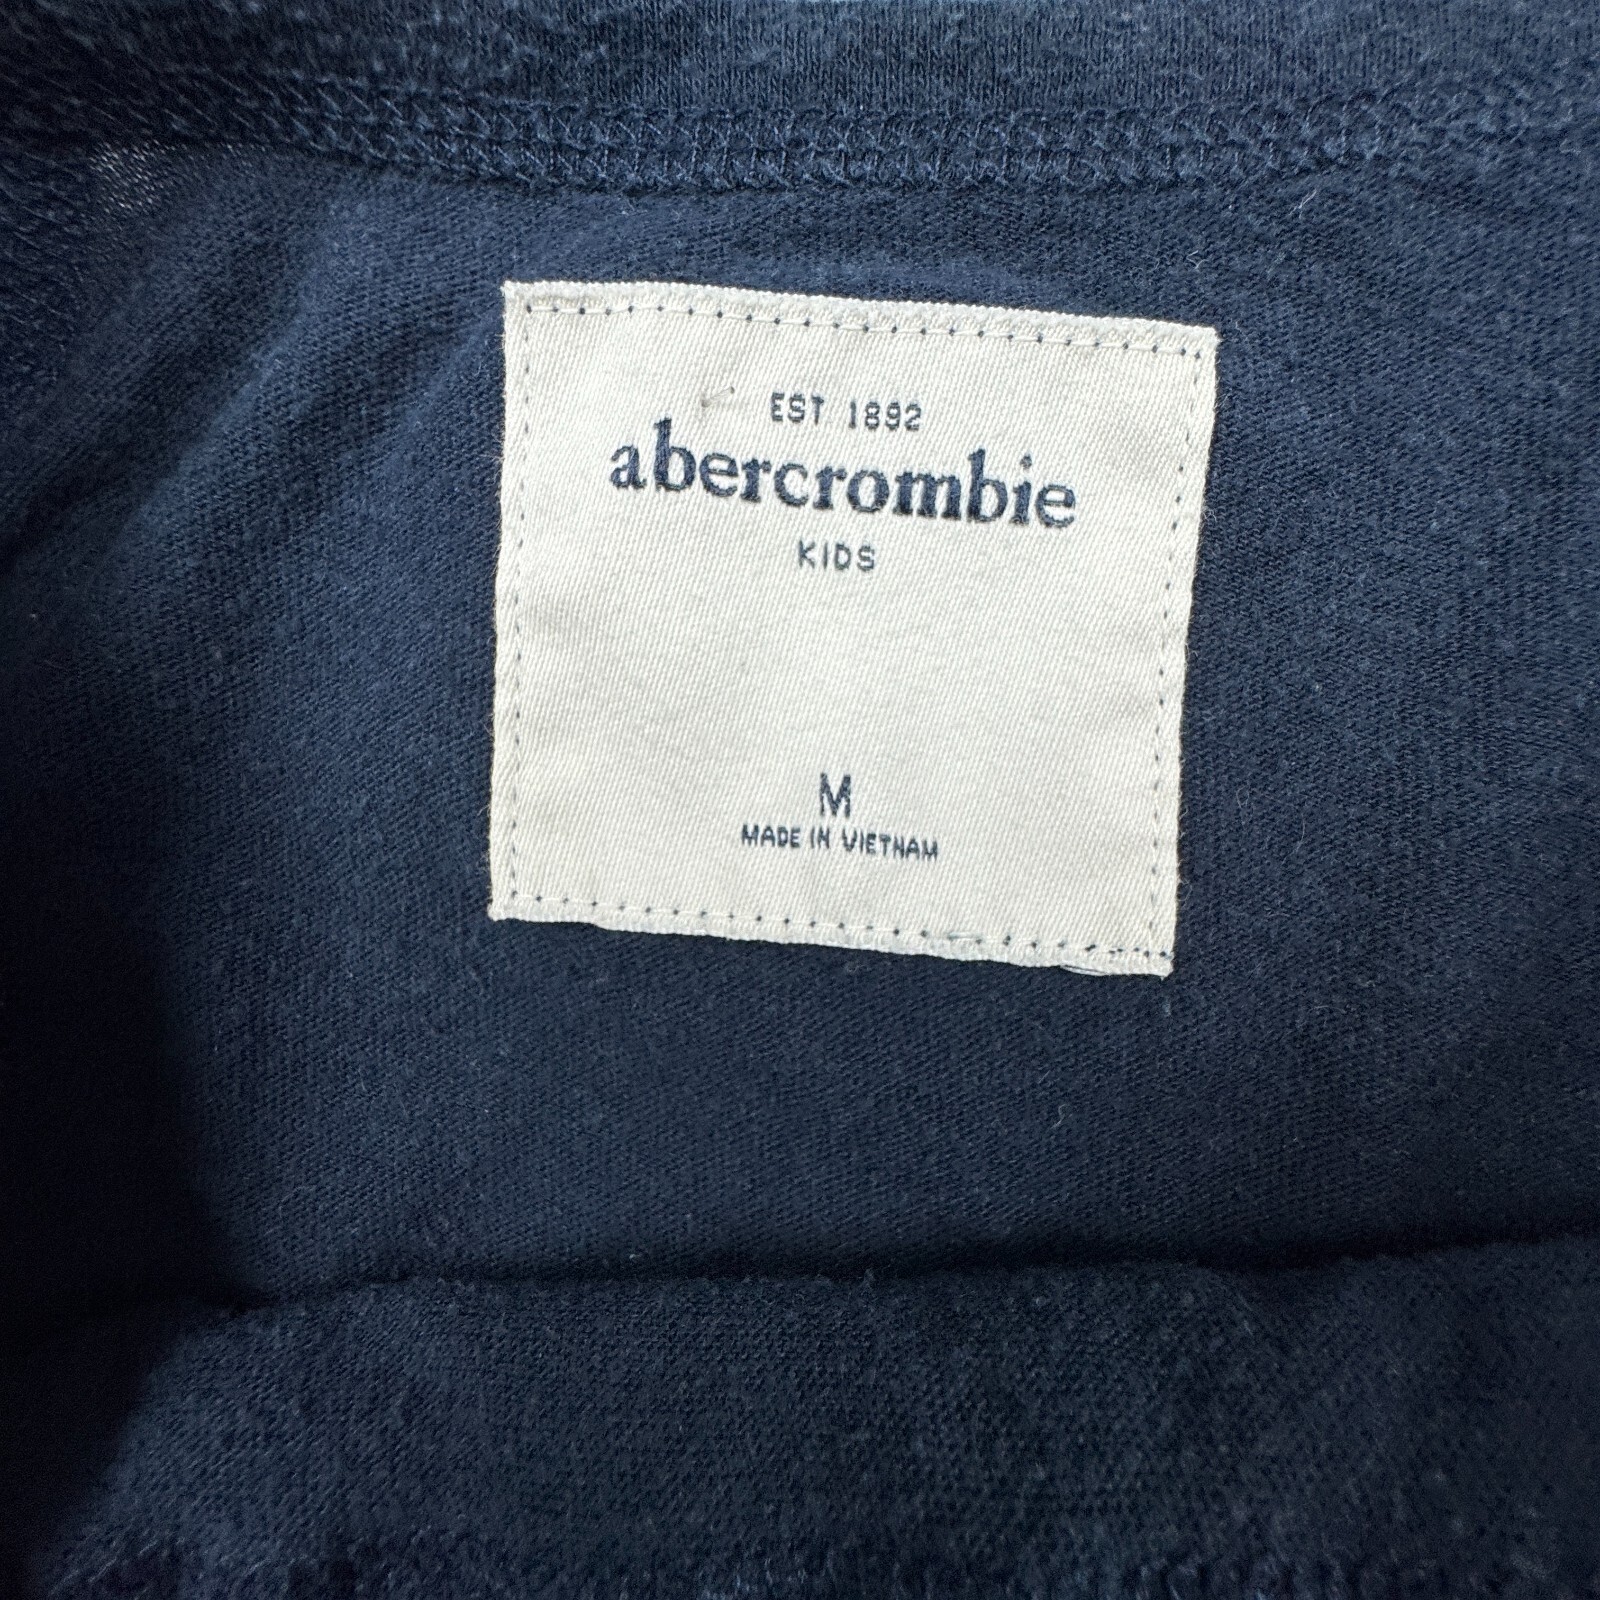 EST 1892
abercrombie
KIDS
M
MADE IN VIETNAM